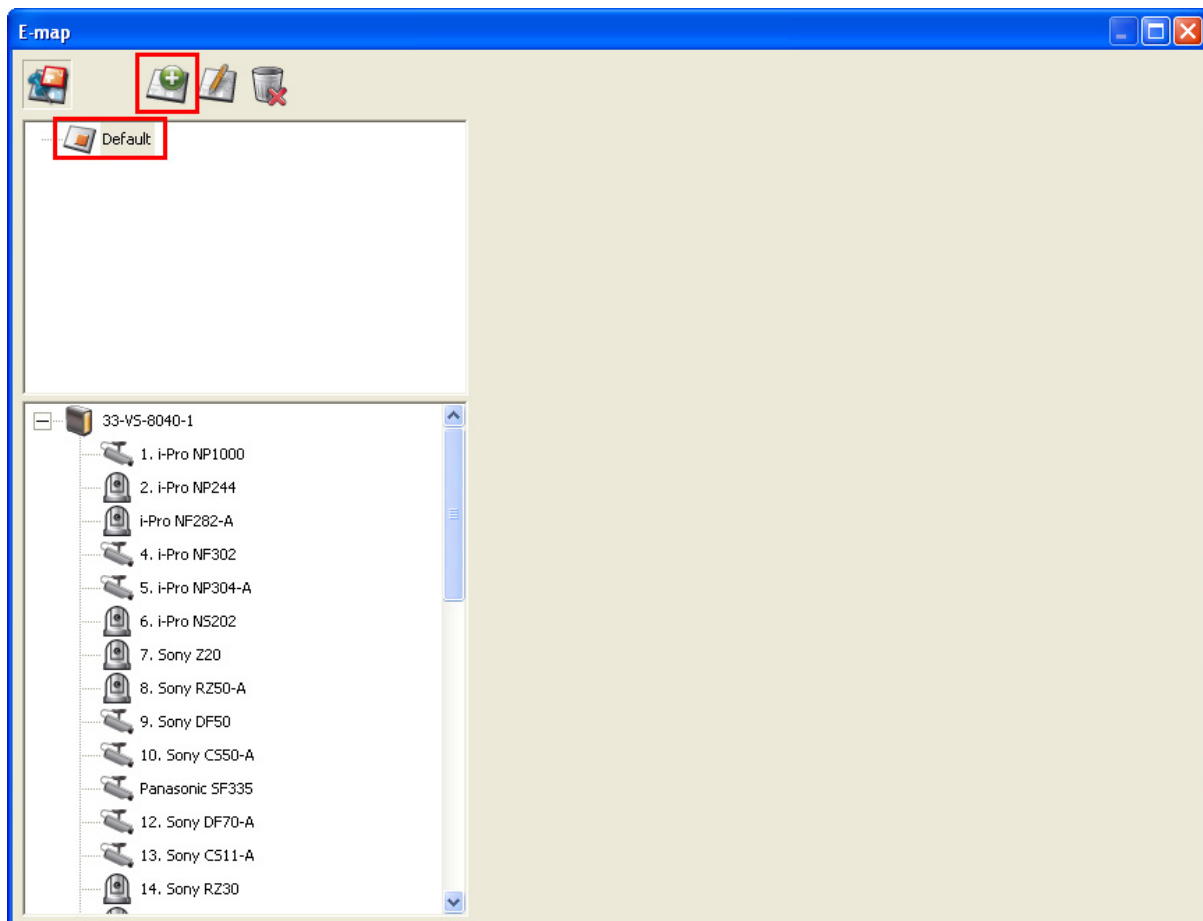 E-map
Default
33-VS-8040-1
1. i-Pro NP1000
2. i-Pro NP244
i-Pro NF282-A
4. i-Pro NF302
5. i-Pro NP304-A
6. i-Pro NS202
7. Sony Z20
8. Sony RZ50-A
9. Sony DF50
10. Sony CS50-A
Panasonic SF335
12. Sony DF70-A
13. Sony CS11-A
14. Sony RZ30